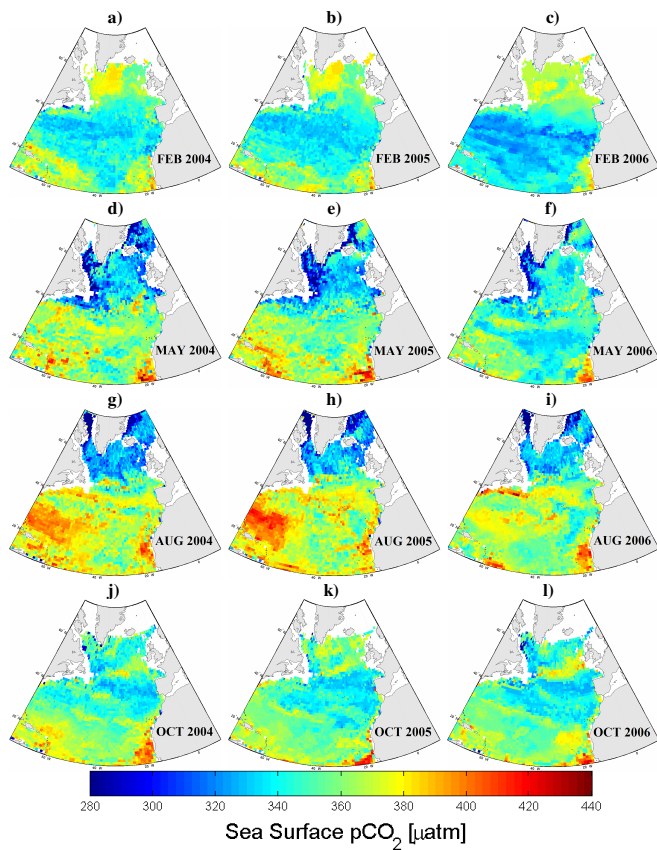 a)
b)
c)
FEB 2004
FEB 2005
FEB 2006
d)
e)
f)
MAY 2004
MAY 2005
MAY 2006
g)
h)
i)
AUG 2004
AUG 2005
AUG 2006
j)
k)
l)
OCT 2004
OCT 2005
OCT 2006
280 300 320 340 360 380 400 420 440
Sea Surface pCO2 [µatm]